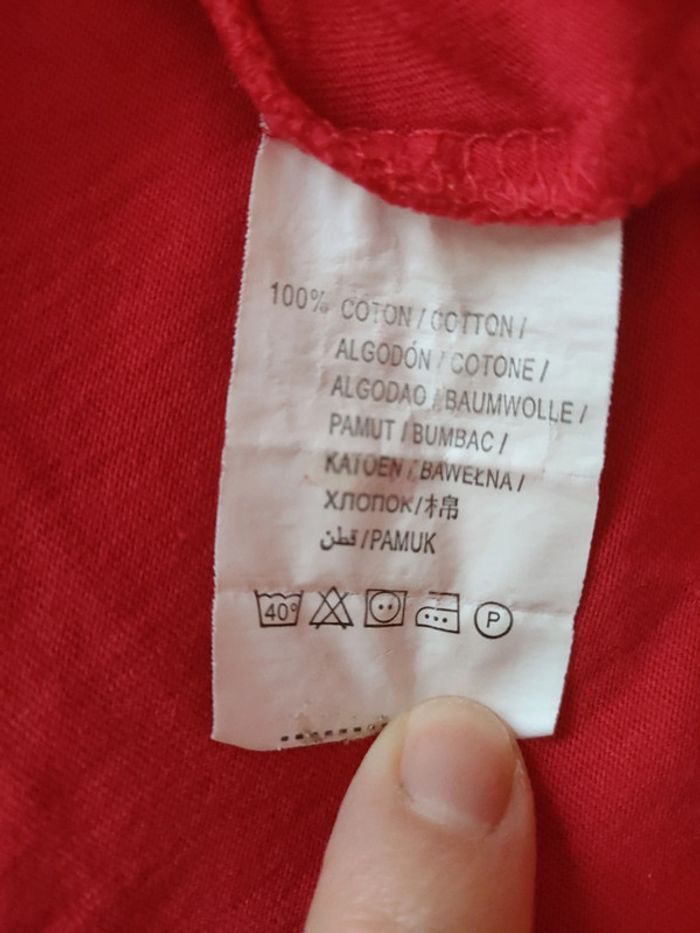 100% COTON / COTTON /
ALGODÓN / COTONE /
ALGODAO / BAUMWOLLE /
PAMUT / BUMBAC /
KATOEN / BAWEŁNA /
ХЛОПОК/棉
قطن /PAMUK
40° P